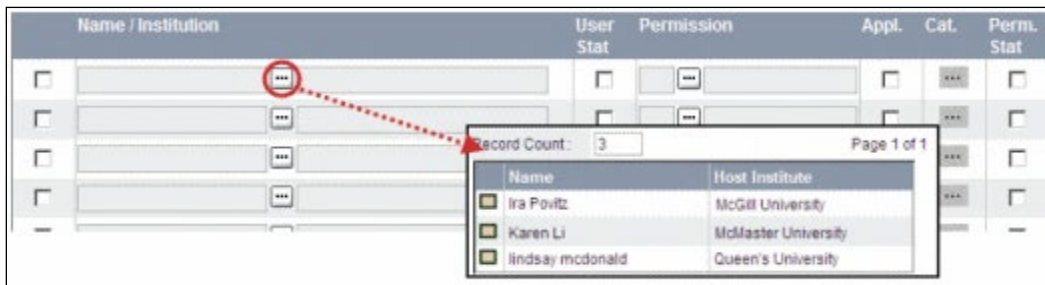 Name / Institution User Stat Permission Appl. Cat. Perm. Stat
Record Count: 3 Page 1 of 1
Name Host Institute
Ira Povitz McGill University
Karen Li McMaster University
lindsay mcdonald Queen's University